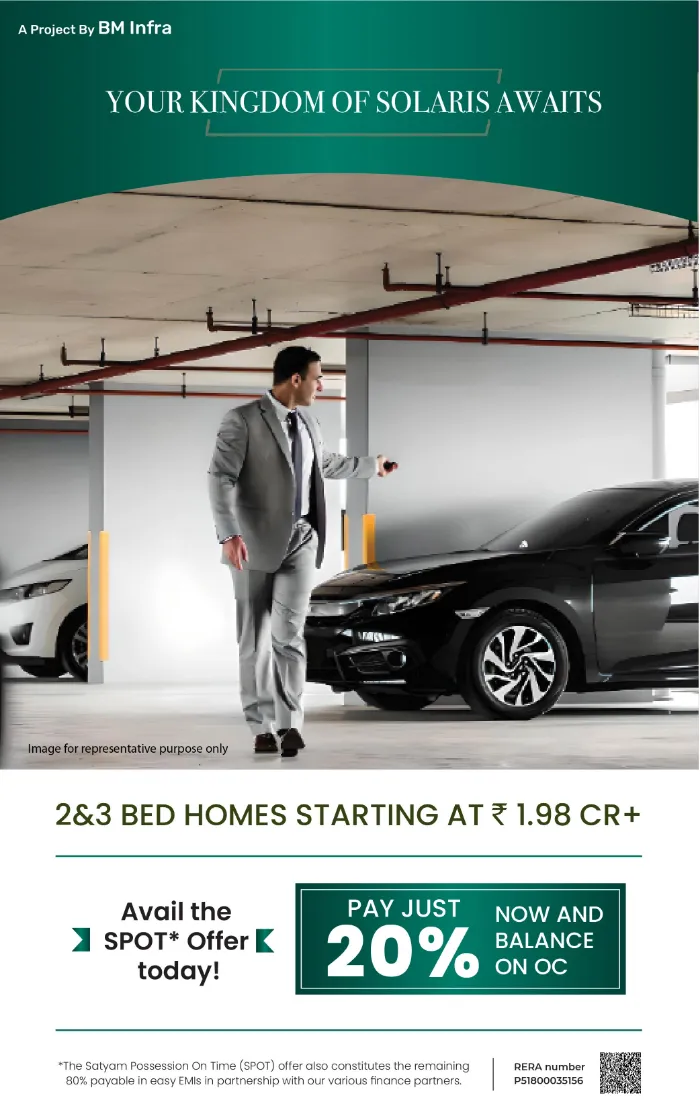 A Project By BM Infra
YOUR KINGDOM OF SOLARIS AWAITS
Image for representative purpose only
2&3 BED HOMES STARTING AT ₹ 1.98 CR+
Avail the
SPOT* Offer
today!
PAY JUST
20%
NOW AND
BALANCE
ON OC
*The Satyam Possession On Time (SPOT) offer also constitutes the remaining
80% payable in easy EMIs in partnership with our various finance partners.
RERA number
P51800035156